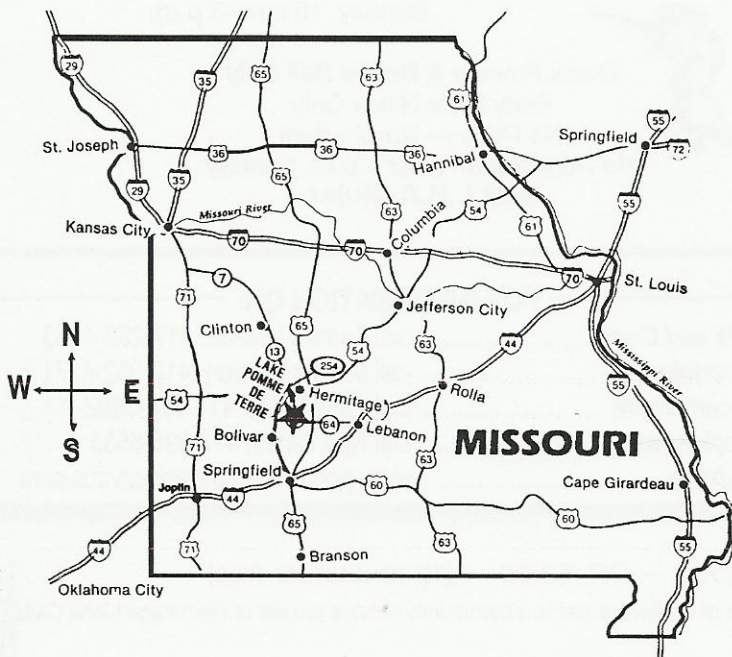 29
35
65
63
61
55
Springfield
72
St. Joseph
36
36
36
Hannibal
29
35
65
54
55
Missouri River
63
61
Kansas City
70
70
Columbia
70
St. Louis
7
71
Jefferson City
Clinton
65
44
Mississippi River
13
254
54
63
55
N
W E
S
LAKE
POMME
DE
TERRE
54
Hermitage
Rolla
64
Lebanon
MISSOURI
Bolivar
71
63
Springfield
60
Cape Girardeau
Joplin
44
60
65
44
71
63
55
Branson
Oklahoma City